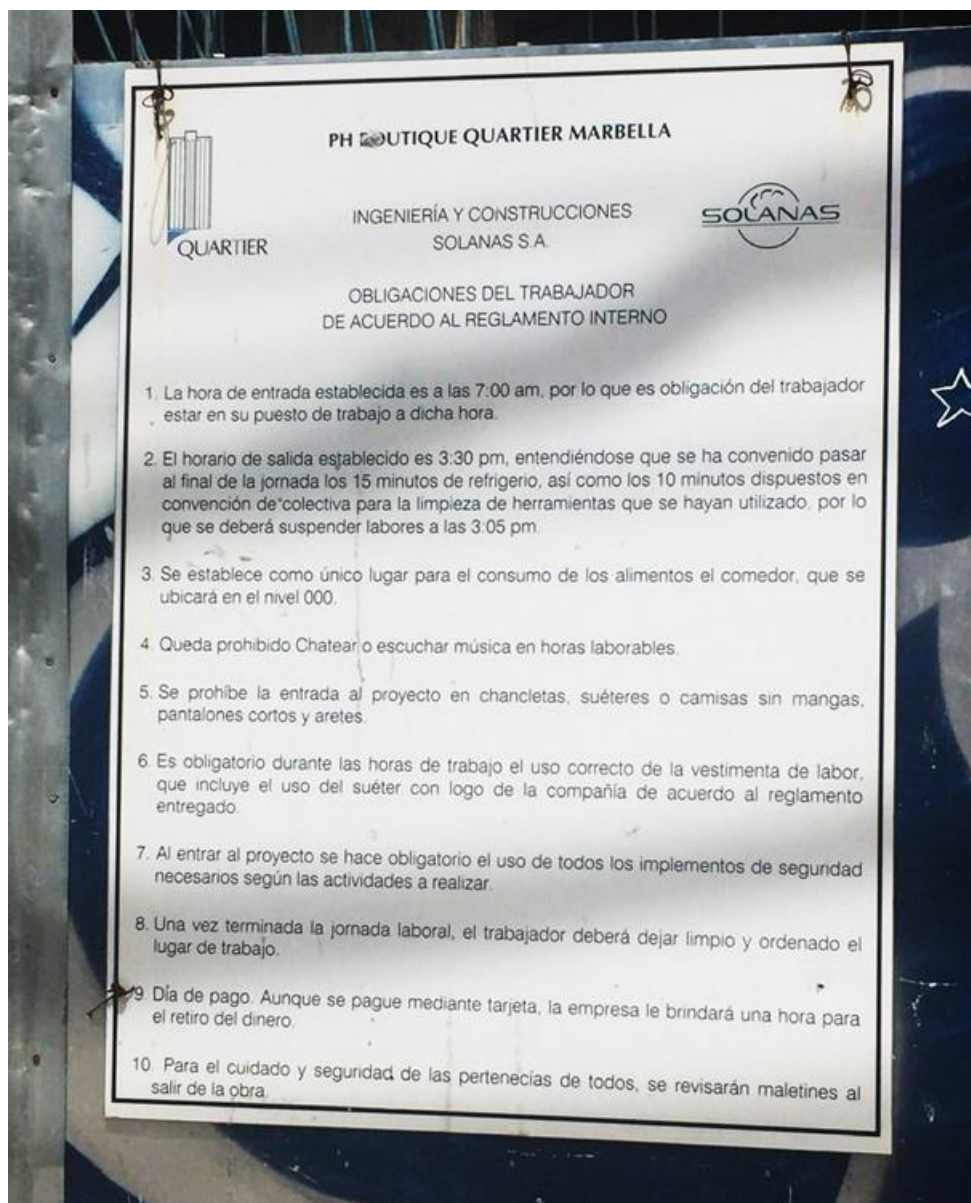 PH BOUTIQUE QUARTIER MARBELLA
QUARTIER
INGENIERÍA Y CONSTRUCCIONES
SOLANAS S.A.
SOLANAS
OBLIGACIONES DEL TRABAJADOR
DE ACUERDO AL REGLAMENTO INTERNO
1. La hora de entrada establecida es a las 7:00 am, por lo que es obligación del trabajador
estar en su puesto de trabajo a dicha hora.
2. El horario de salida establecido es 3:30 pm, entendiéndose que se ha convenido pasar
al final de la jornada los 15 minutos de refrigerio, así como los 10 minutos dispuestos en
convención de colectiva para la limpieza de herramientas que se hayan utilizado, por lo
que se deberá suspender labores a las 3:05 pm.
3. Se establece como único lugar para el consumo de los alimentos el comedor, que se
ubicará en el nivel 000.
4. Queda prohibido Chatear o escuchar música en horas laborables.
5. Se prohíbe la entrada al proyecto en chancletas, suéteres o camisas sin mangas,
pantalones cortos y aretes.
6. Es obligatorio durante las horas de trabajo el uso correcto de la vestimenta de labor,
que incluye el uso del suéter con logo de la compañía de acuerdo al reglamento
entregado.
7. Al entrar al proyecto se hace obligatorio el uso de todos los implementos de seguridad
necesarios según las actividades a realizar.
8. Una vez terminada la jornada laboral, el trabajador deberá dejar limpio y ordenado el
lugar de trabajo.
9. Día de pago. Aunque se pague mediante tarjeta, la empresa le brindará una hora para
el retiro del dinero.
10. Para el cuidado y seguridad de las pertenecías de todos, se revisarán maletines al
salir de la obra.